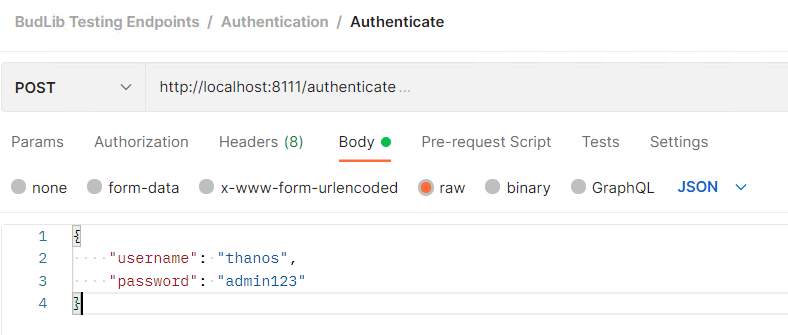 BudLib Testing Endpoints / Authentication / Authenticate
POST http://localhost:8111/authenticate ...
Params Authorization Headers (8) Body Pre-request Script Tests Settings
none form-data x-www-form-urlencoded raw binary GraphQL JSON
1 {
2 "username": "thanos",
3 "password": "admin123"
4 }